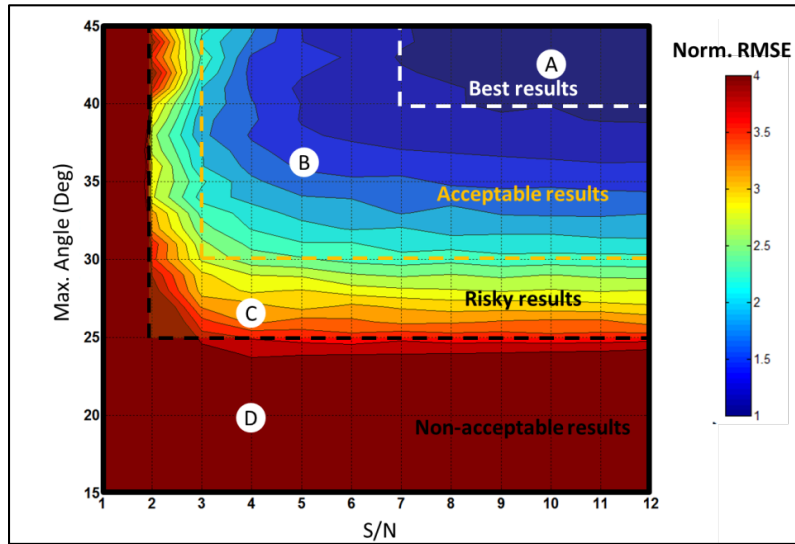 Norm. RMSE
45
40
35
30
25
20
15
Max. Angle (Deg)
A
Best results
B
Acceptable results
Risky results
C
D
Non-acceptable results
1 2 3 4 5 6 7 8 9 10 11 12
S/N
4
3.5
3
2.5
2
1.5
1